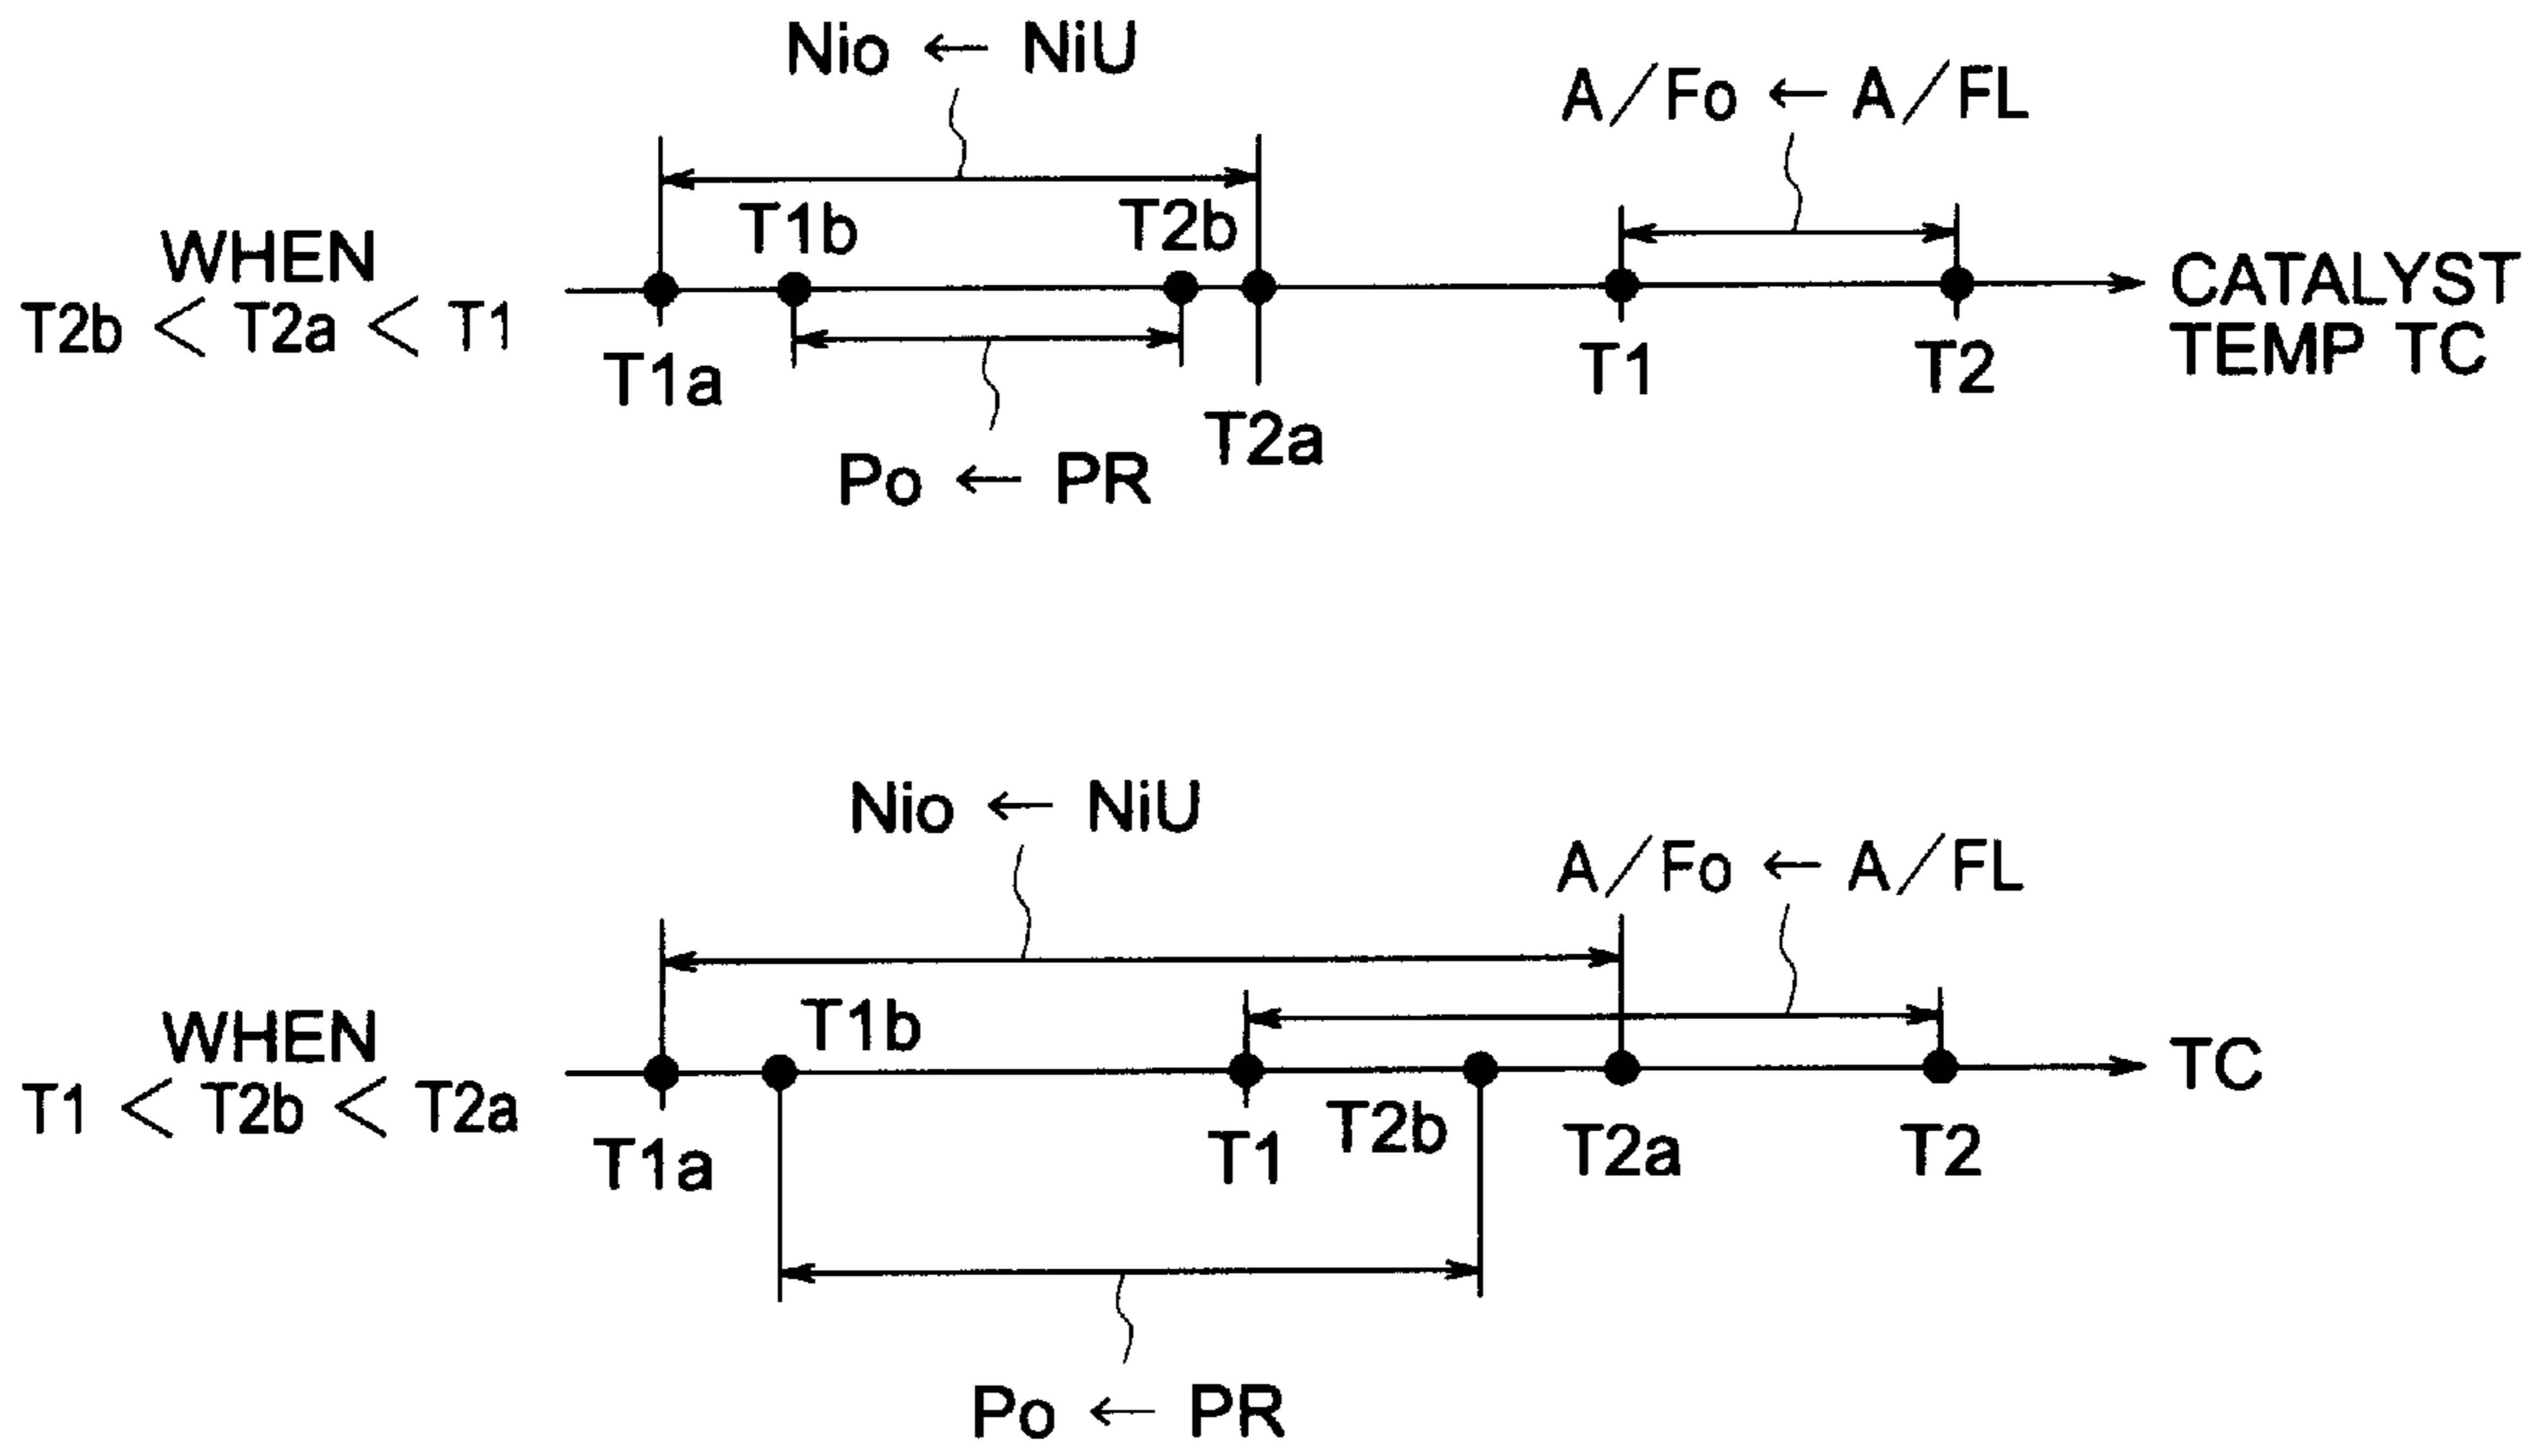 Nio ← NiU
A/Fo ← A/FL
T1b
T2b
WHEN
T2b < T2a < T1
CATALYST
TEMP TC
T1a
T1
T2
T2a
Po ← PR
Nio ← NiU
A/Fo ← A/FL
T1b
WHEN
T1 < T2b < T2a
TC
T1a
T1
T2b
T2a
T2
Po ← PR